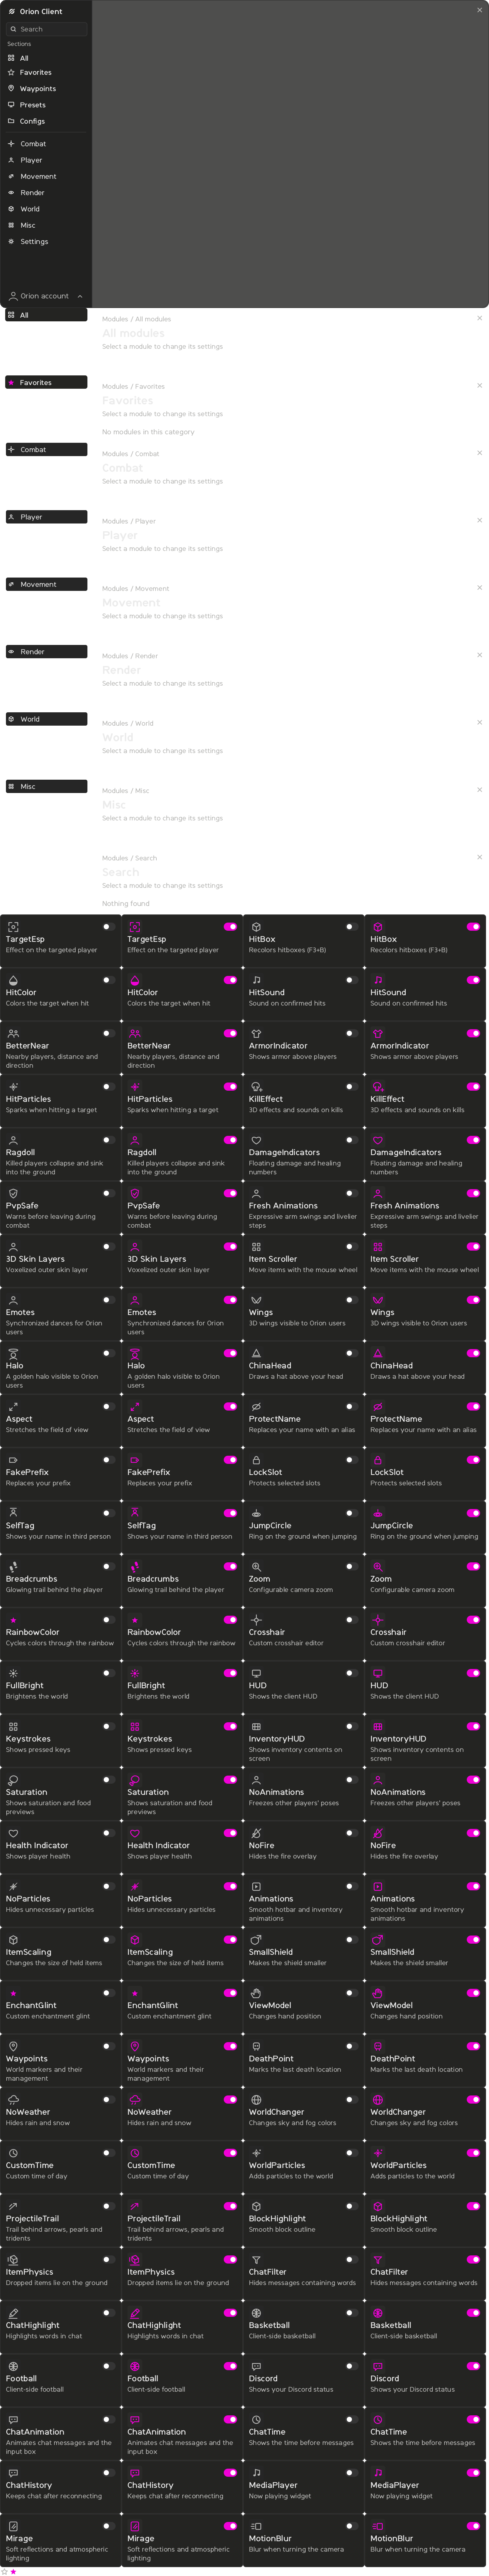 Orion Client
Search
Sections
All
Favorites
Waypoints
Presets
Configs
Combat
Player
Movement
Render
World
Misc
Settings
Orion account
All
Modules / All modules
All modules
Select a module to change its settings
Favorites
Modules / Favorites
Favorites
Select a module to change its settings
No modules in this category
Combat
Modules / Combat
Combat
Select a module to change its settings
Player
Modules / Player
Player
Select a module to change its settings
Movement
Modules / Movement
Movement
Select a module to change its settings
Render
Modules / Render
Render
Select a module to change its settings
World
Modules / World
World
Select a module to change its settings
Misc
Modules / Misc
Misc
Select a module to change its settings
Modules / Search
Search
Select a module to change its settings
Nothing found
TargetEsp TargetEsp HitBox HitBox
Effect on the targeted player Effect on the targeted player Recolors hitboxes (F3+B) Recolors hitboxes (F3+B)
HitColor HitColor HitSound HitSound
Colors the target when hit Colors the target when hit Sound on confirmed hits Sound on confirmed hits
BetterNear BetterNear ArmorIndicator ArmorIndicator
Nearby players, distance and Nearby players, distance and Shows armor above players Shows armor above players
direction direction
HitParticles HitParticles KillEffect KillEffect
Sparks when hitting a target Sparks when hitting a target 3D effects and sounds on kills 3D effects and sounds on kills
Ragdoll Ragdoll DamageIndicators DamageIndicators
Killed players collapse and sink Killed players collapse and sink Floating damage and healing Floating damage and healing
into the ground into the ground numbers numbers
PvpSafe PvpSafe Fresh Animations Fresh Animations
Warns before leaving during Warns before leaving during Expressive arm swings and livelier Expressive arm swings and livelier
combat combat steps steps
3D Skin Layers 3D Skin Layers Item Scroller Item Scroller
Voxelized outer skin layer Voxelized outer skin layer Move items with the mouse wheel Move items with the mouse wheel
Emotes Emotes Wings Wings
Synchronized dances for Orion Synchronized dances for Orion 3D wings visible to Orion users 3D wings visible to Orion users
users users
Halo Halo ChinaHead ChinaHead
A golden halo visible to Orion A golden halo visible to Orion Draws a hat above your head Draws a hat above your head
users users
Aspect Aspect ProtectName ProtectName
Stretches the field of view Stretches the field of view Replaces your name with an alias Replaces your name with an alias
FakePrefix FakePrefix LockSlot LockSlot
Replaces your prefix Replaces your prefix Protects selected slots Protects selected slots
SelfTag SelfTag JumpCircle JumpCircle
Shows your name in third person Shows your name in third person Ring on the ground when jumping Ring on the ground when jumping
Breadcrumbs Breadcrumbs Zoom Zoom
Glowing trail behind the player Glowing trail behind the player Configurable camera zoom Configurable camera zoom
RainbowColor RainbowColor Crosshair Crosshair
Cycles colors through the rainbow Cycles colors through the rainbow Custom crosshair editor Custom crosshair editor
FullBright FullBright HUD HUD
Brightens the world Brightens the world Shows the client HUD Shows the client HUD
Keystrokes Keystrokes InventoryHUD InventoryHUD
Shows pressed keys Shows pressed keys Shows inventory contents on Shows inventory contents on
screen screen
Saturation Saturation NoAnimations NoAnimations
Shows saturation and food Shows saturation and food Freezes other players' poses Freezes other players' poses
previews previews
Health Indicator Health Indicator NoFire NoFire
Shows player health Shows player health Hides the fire overlay Hides the fire overlay
NoParticles NoParticles Animations Animations
Hides unnecessary particles Hides unnecessary particles Smooth hotbar and inventory Smooth hotbar and inventory
animations animations
ItemScaling ItemScaling SmallShield SmallShield
Changes the size of held items Changes the size of held items Makes the shield smaller Makes the shield smaller
EnchantGlint EnchantGlint ViewModel ViewModel
Custom enchantment glint Custom enchantment glint Changes hand position Changes hand position
Waypoints Waypoints DeathPoint DeathPoint
World markers and their World markers and their Marks the last death location Marks the last death location
management management
NoWeather NoWeather WorldChanger WorldChanger
Hides rain and snow Hides rain and snow Changes sky and fog colors Changes sky and fog colors
CustomTime CustomTime WorldParticles WorldParticles
Custom time of day Custom time of day Adds particles to the world Adds particles to the world
ProjectileTrail ProjectileTrail BlockHighlight BlockHighlight
Trail behind arrows, pearls and Trail behind arrows, pearls and Smooth block outline Smooth block outline
tridents tridents
ItemPhysics ItemPhysics ChatFilter ChatFilter
Dropped items lie on the ground Dropped items lie on the ground Hides messages containing words Hides messages containing words
ChatHighlight ChatHighlight Basketball Basketball
Highlights words in chat Highlights words in chat Client-side basketball Client-side basketball
Football Football Discord Discord
Client-side football Client-side football Shows your Discord status Shows your Discord status
ChatAnimation ChatAnimation ChatTime ChatTime
Animates chat messages and the Animates chat messages and the Shows the time before messages Shows the time before messages
input box input box
ChatHistory ChatHistory MediaPlayer MediaPlayer
Keeps chat after reconnecting Keeps chat after reconnecting Now playing widget Now playing widget
Mirage Mirage MotionBlur MotionBlur
Soft reflections and atmospheric Soft reflections and atmospheric Blur when turning the camera Blur when turning the camera
lighting lighting